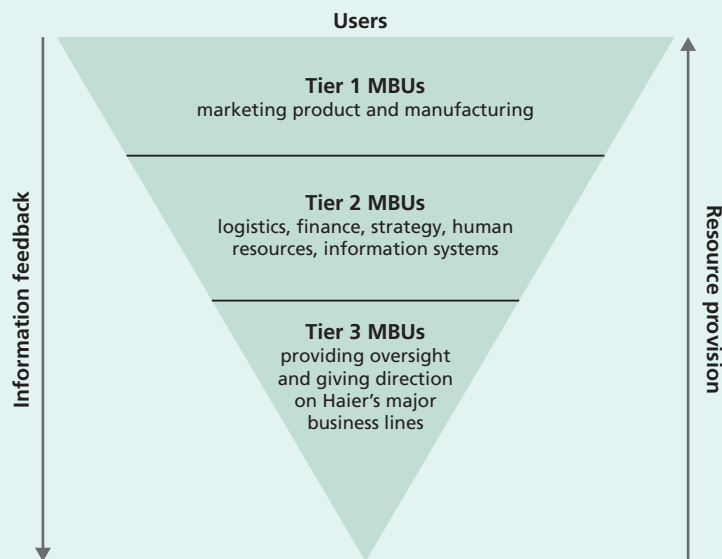 Users
Tier 1 MBUs
marketing product and manufacturing
Tier 2 MBUs
logistics, finance, strategy, human
resources, information systems
Tier 3 MBUs
providing oversight
and giving direction
on Haier's major
business lines
Information feedback
Resource provision